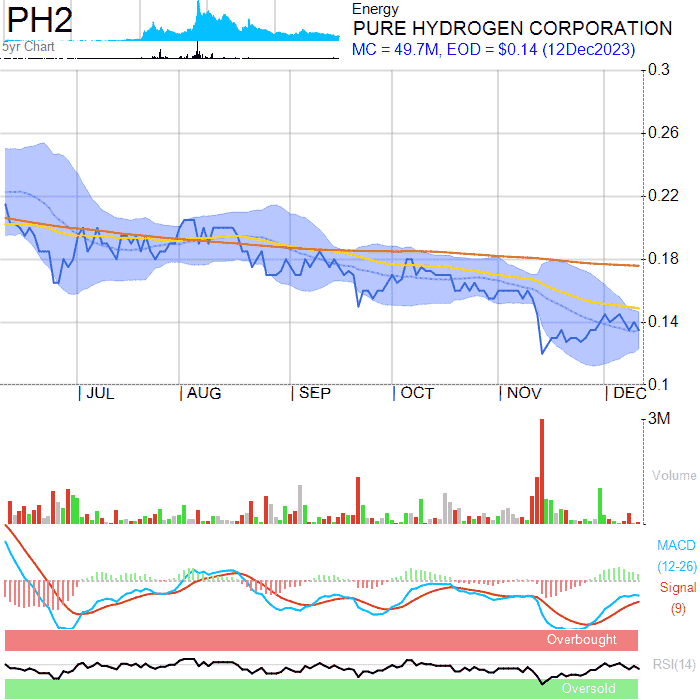 PH2
5yr Chart
Energy
PURE HYDROGEN CORPORATION
MC = 49.7M, EOD = $0.14 (12Dec2023)
0.3
0.26
0.22
0.18
0.14
0.1
| JUL | AUG | SEP | OCT | NOV | DEC
3M
Volume
MACD
(12-26)
Signal
(9)
Overbought
RSI(14)
Oversold